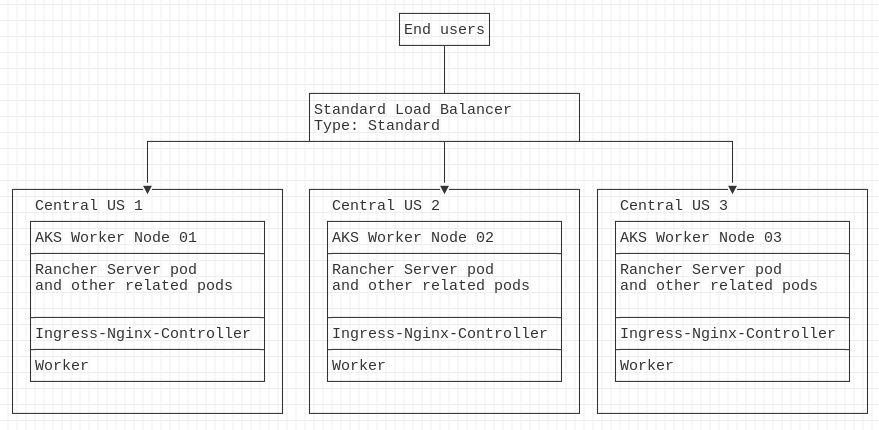 End users
Standard Load Balancer
Type: Standard
Central US 1
AKS Worker Node 01
Rancher Server pod
and other related pods
Ingress-Nginx-Controller
Worker
Central US 2
AKS Worker Node 02
Rancher Server pod
and other related pods
Ingress-Nginx-Controller
Worker
Central US 3
AKS Worker Node 03
Rancher Server pod
and other related pods
Ingress-Nginx-Controller
Worker